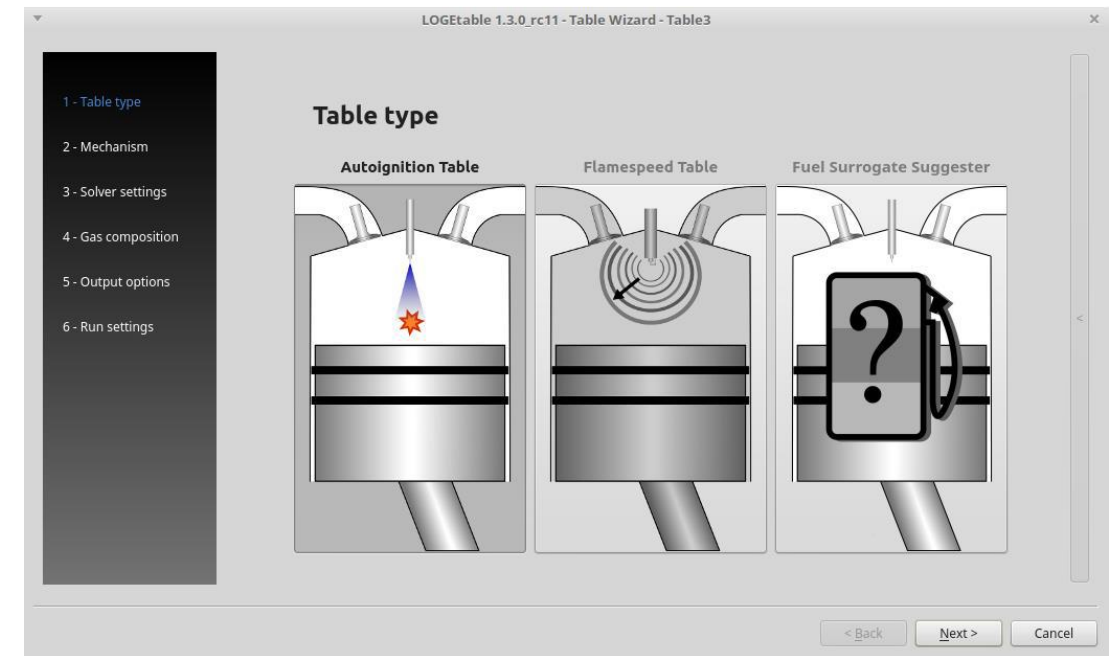 LOGEtable 1.3.0_rc11 - Table Wizard - Table3
1 - Table type
2 - Mechanism
3 - Solver settings
4 - Gas composition
5 - Output options
6 - Run settings
Table type
Autoignition Table
Flamespeed Table
Fuel Surrogate Suggester
?
<
< Back
Next >
Cancel